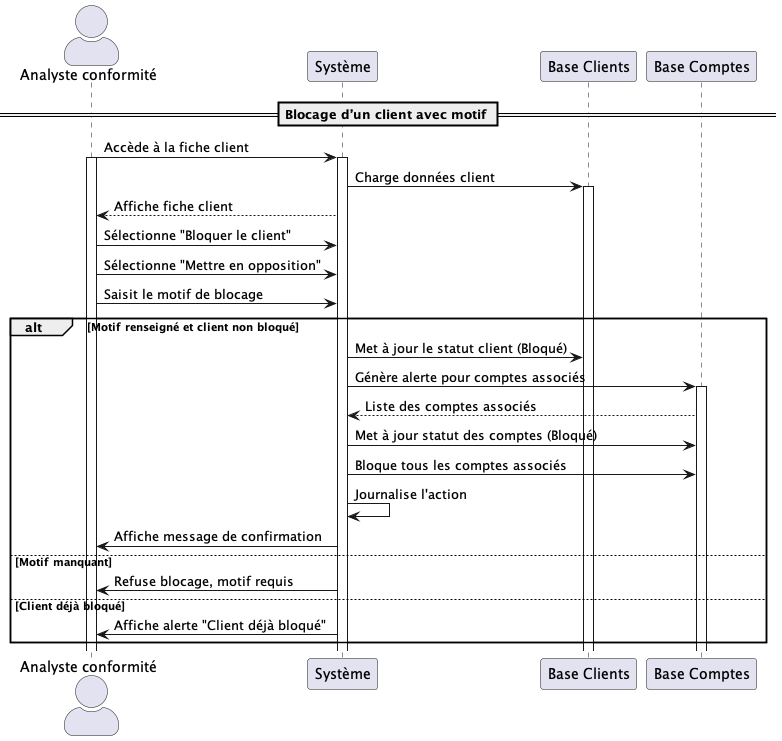 Analyste conformité
Système
Base Clients
Base Comptes
Blocage d'un client avec motif
Accède à la fiche client
Charge données client
Affiche fiche client
Sélectionne "Bloquer le client"
Sélectionne "Mettre en opposition"
Saisit le motif de blocage
alt
[Motif renseigné et client non bloqué]
Met à jour le statut client (Bloqué)
Génère alerte pour comptes associés
Liste des comptes associés
Met à jour statut des comptes (Bloqué)
Bloque tous les comptes associés
Journalise l'action
Affiche message de confirmation
[Motif manquant]
Refuse blocage, motif requis
[Client déjà bloqué]
Affiche alerte "Client déjà bloqué"
Analyste conformité
Système
Base Clients
Base Comptes